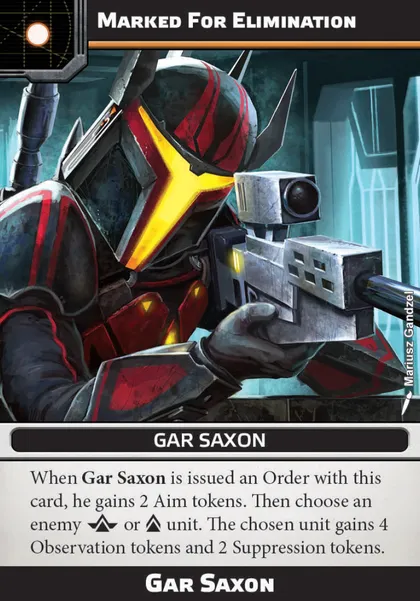 Marked For Elimination
Mariusz Gandzel
GAR SAXON
When Gar Saxon is issued an Order with this
card, he gains 2 Aim tokens. Then choose an
enemy or unit. The chosen unit gains 4
Observation tokens and 2 Suppression tokens.
Gar Saxon